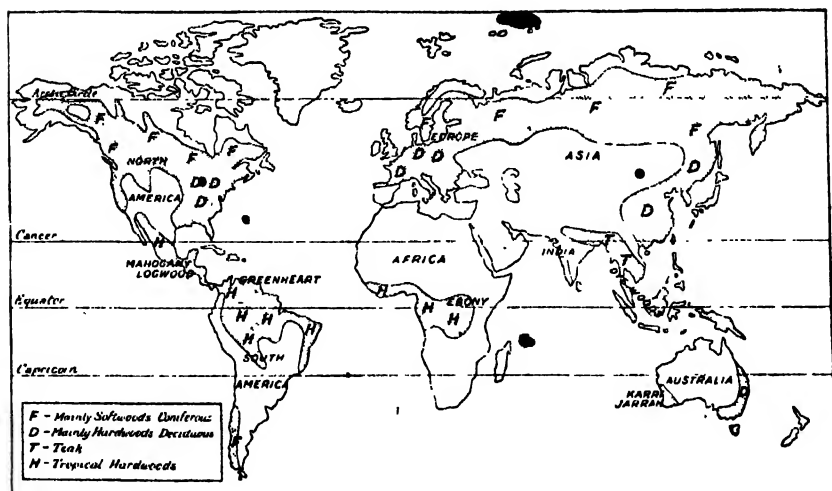 Arctic Circle
F F F F F
F F F F F
EUROPE
NORTH
D D
D D D
ASIA
D
AMERICA
D
D
Cancer
H
AFRICA
INDIA
T
MAHOGANY
LOGWOOD
GREENHEART
H
H
Equator
H H
H
EBONY
H
H
H
SOUTH
Capricorn
AMERICA
AUSTRALIA
KARRI
JARRAH
D
F
F - Mainly Softwoods Coniferous
D - Mainly Hardwoods Deciduous
T - Teak
H - Tropical Hardwoods